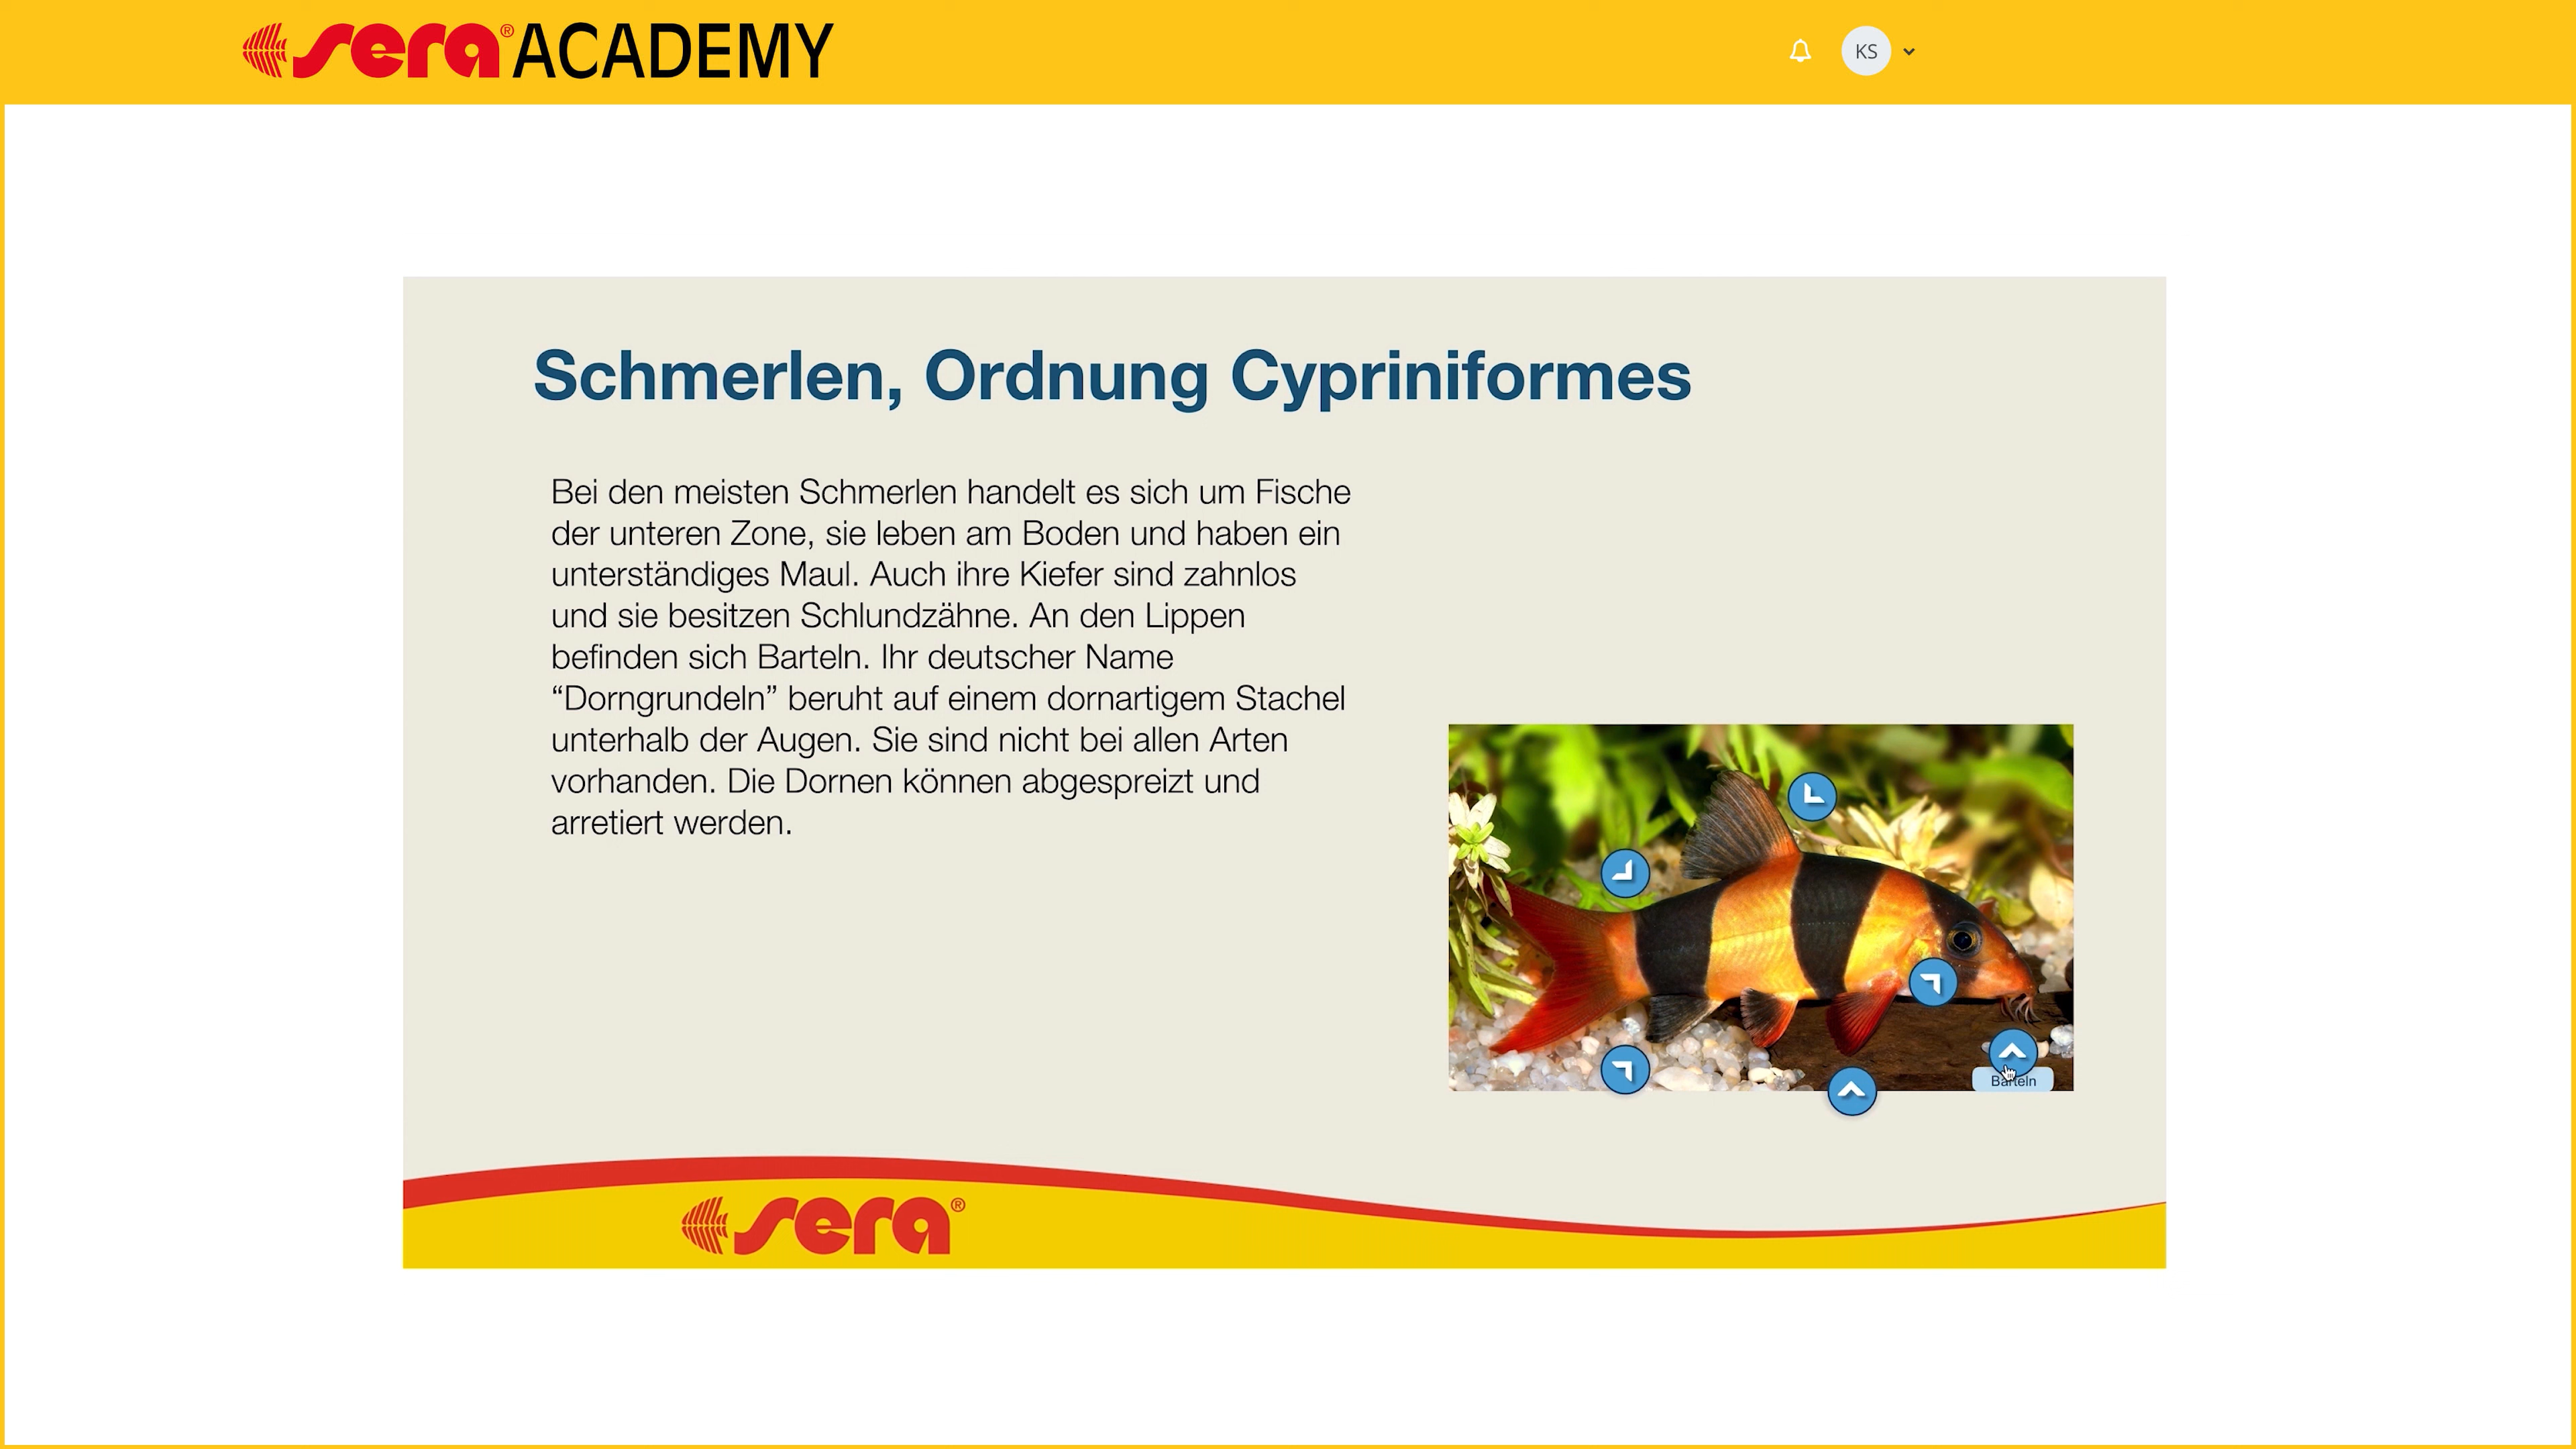 sera® ACADEMY
KS
Schmerlen, Ordnung Cypriniformes
Bei den meisten Schmerlen handelt es sich um Fische
der unteren Zone, sie leben am Boden und haben ein
unterständiges Maul. Auch ihre Kiefer sind zahnlos
und sie besitzen Schlundzähne. An den Lippen
befinden sich Barteln. Ihr deutscher Name
“Dorngrundeln” beruht auf einem dornartigem Stachel
unterhalb der Augen. Sie sind nicht bei allen Arten
vorhanden. Die Dornen können abgespreizt und
arretiert werden.
Barteln
sera®